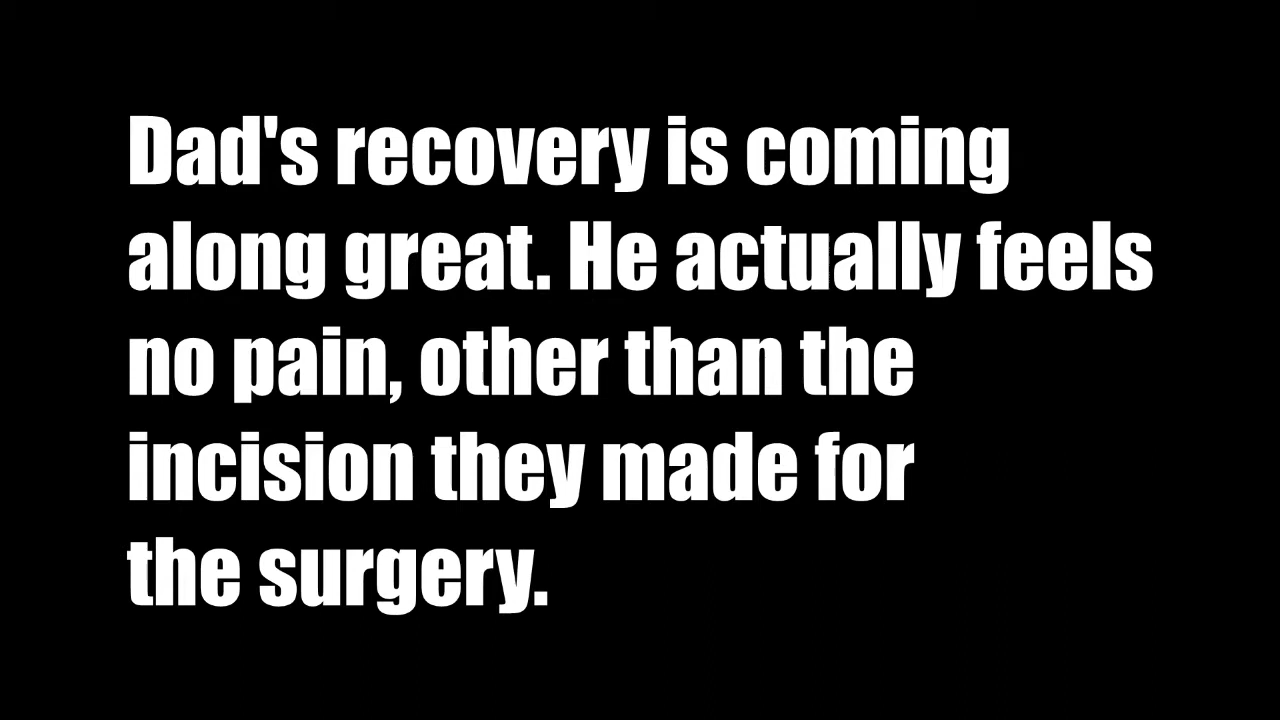 Dad's recovery is coming
along great. He actually feels
no pain, other than the
incision they made for
the surgery.